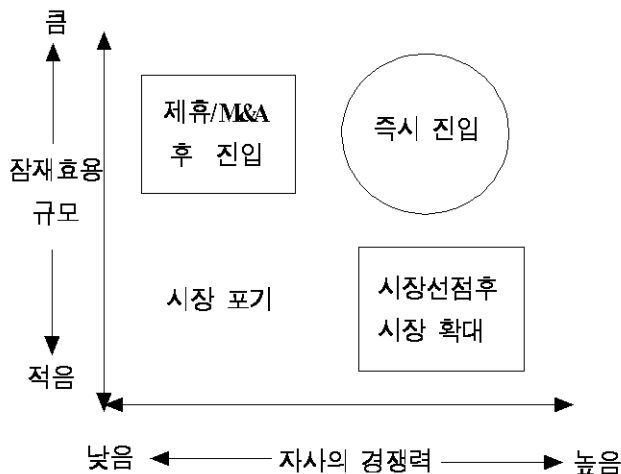 큼
제휴/M&A
후 진입
즉시 진입
잠재효용
규모
시장 포기
시장선점후
시장 확대
적음
낮음
자사의 경쟁력
높음